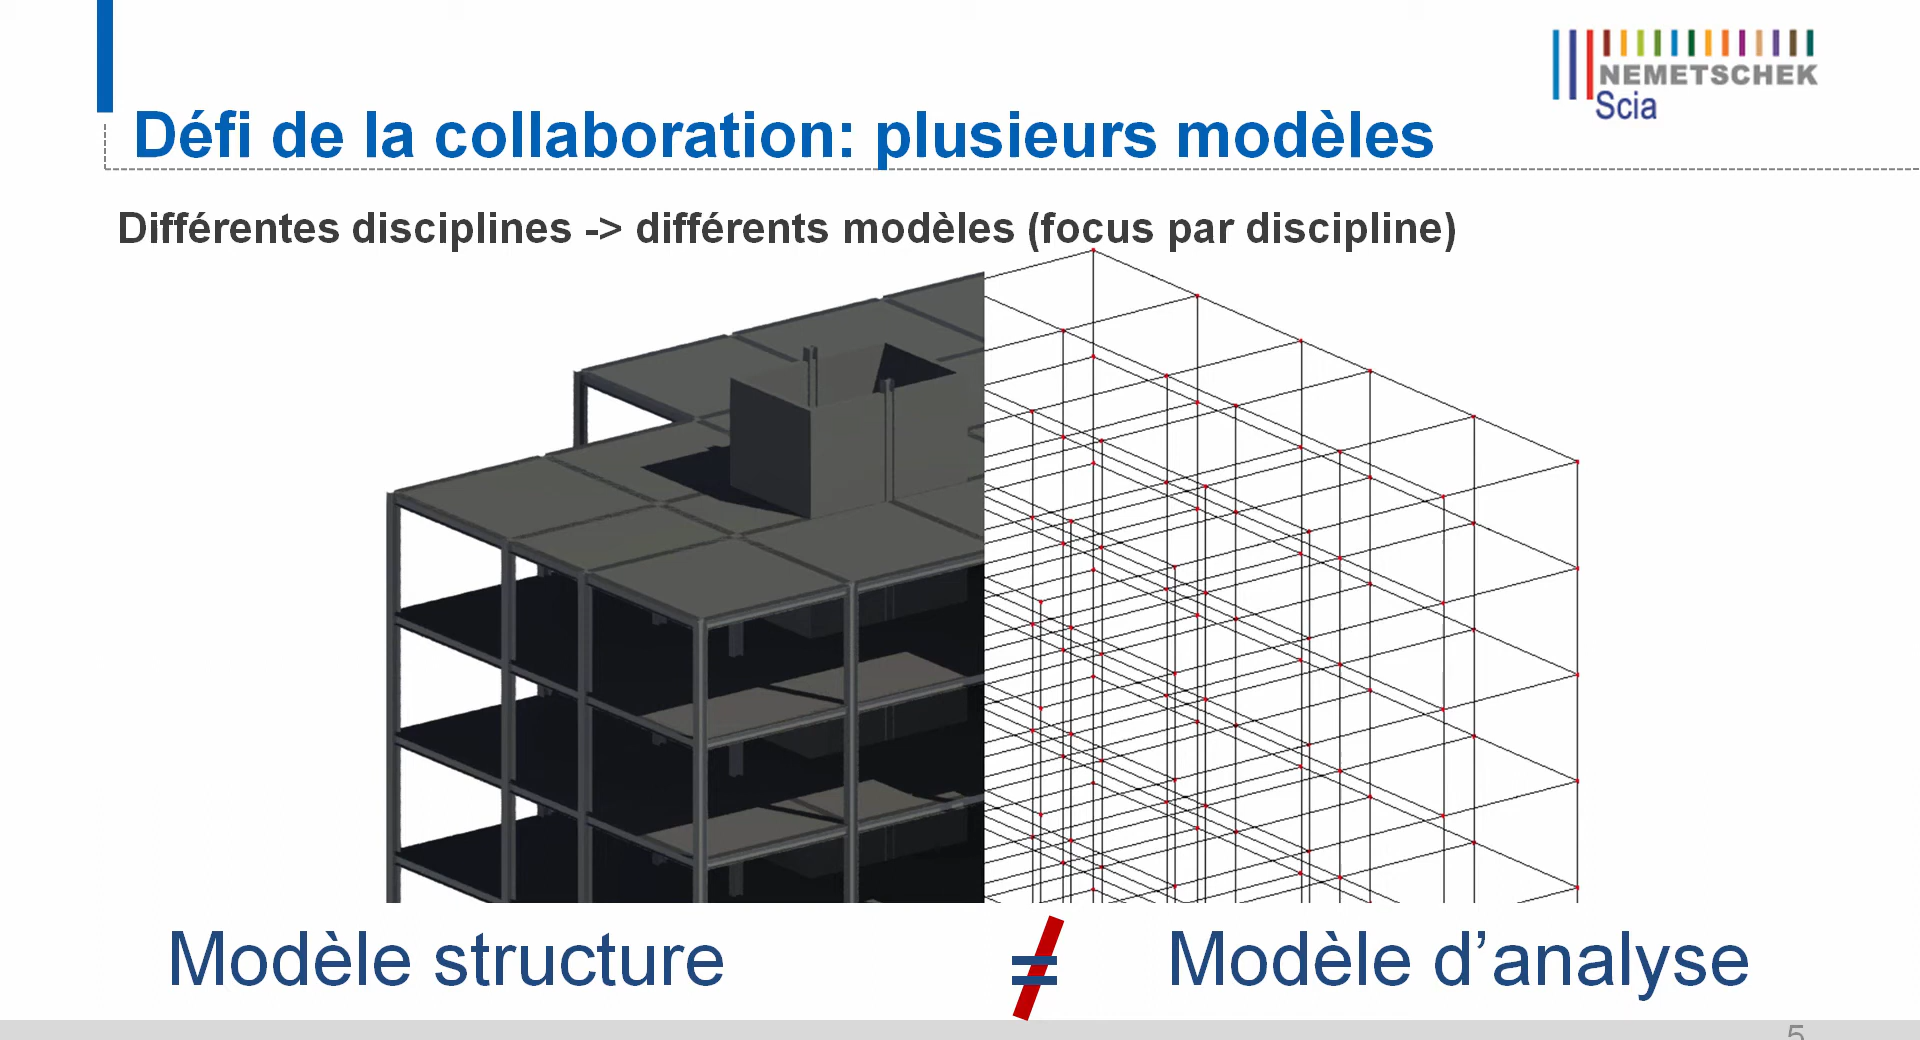 NEMETSCHEK
Scia
Défi de la collaboration: plusieurs modèles
Différentes disciplines -> différents modèles (focus par discipline)
Modèle structure
=
Modèle d’analyse
5